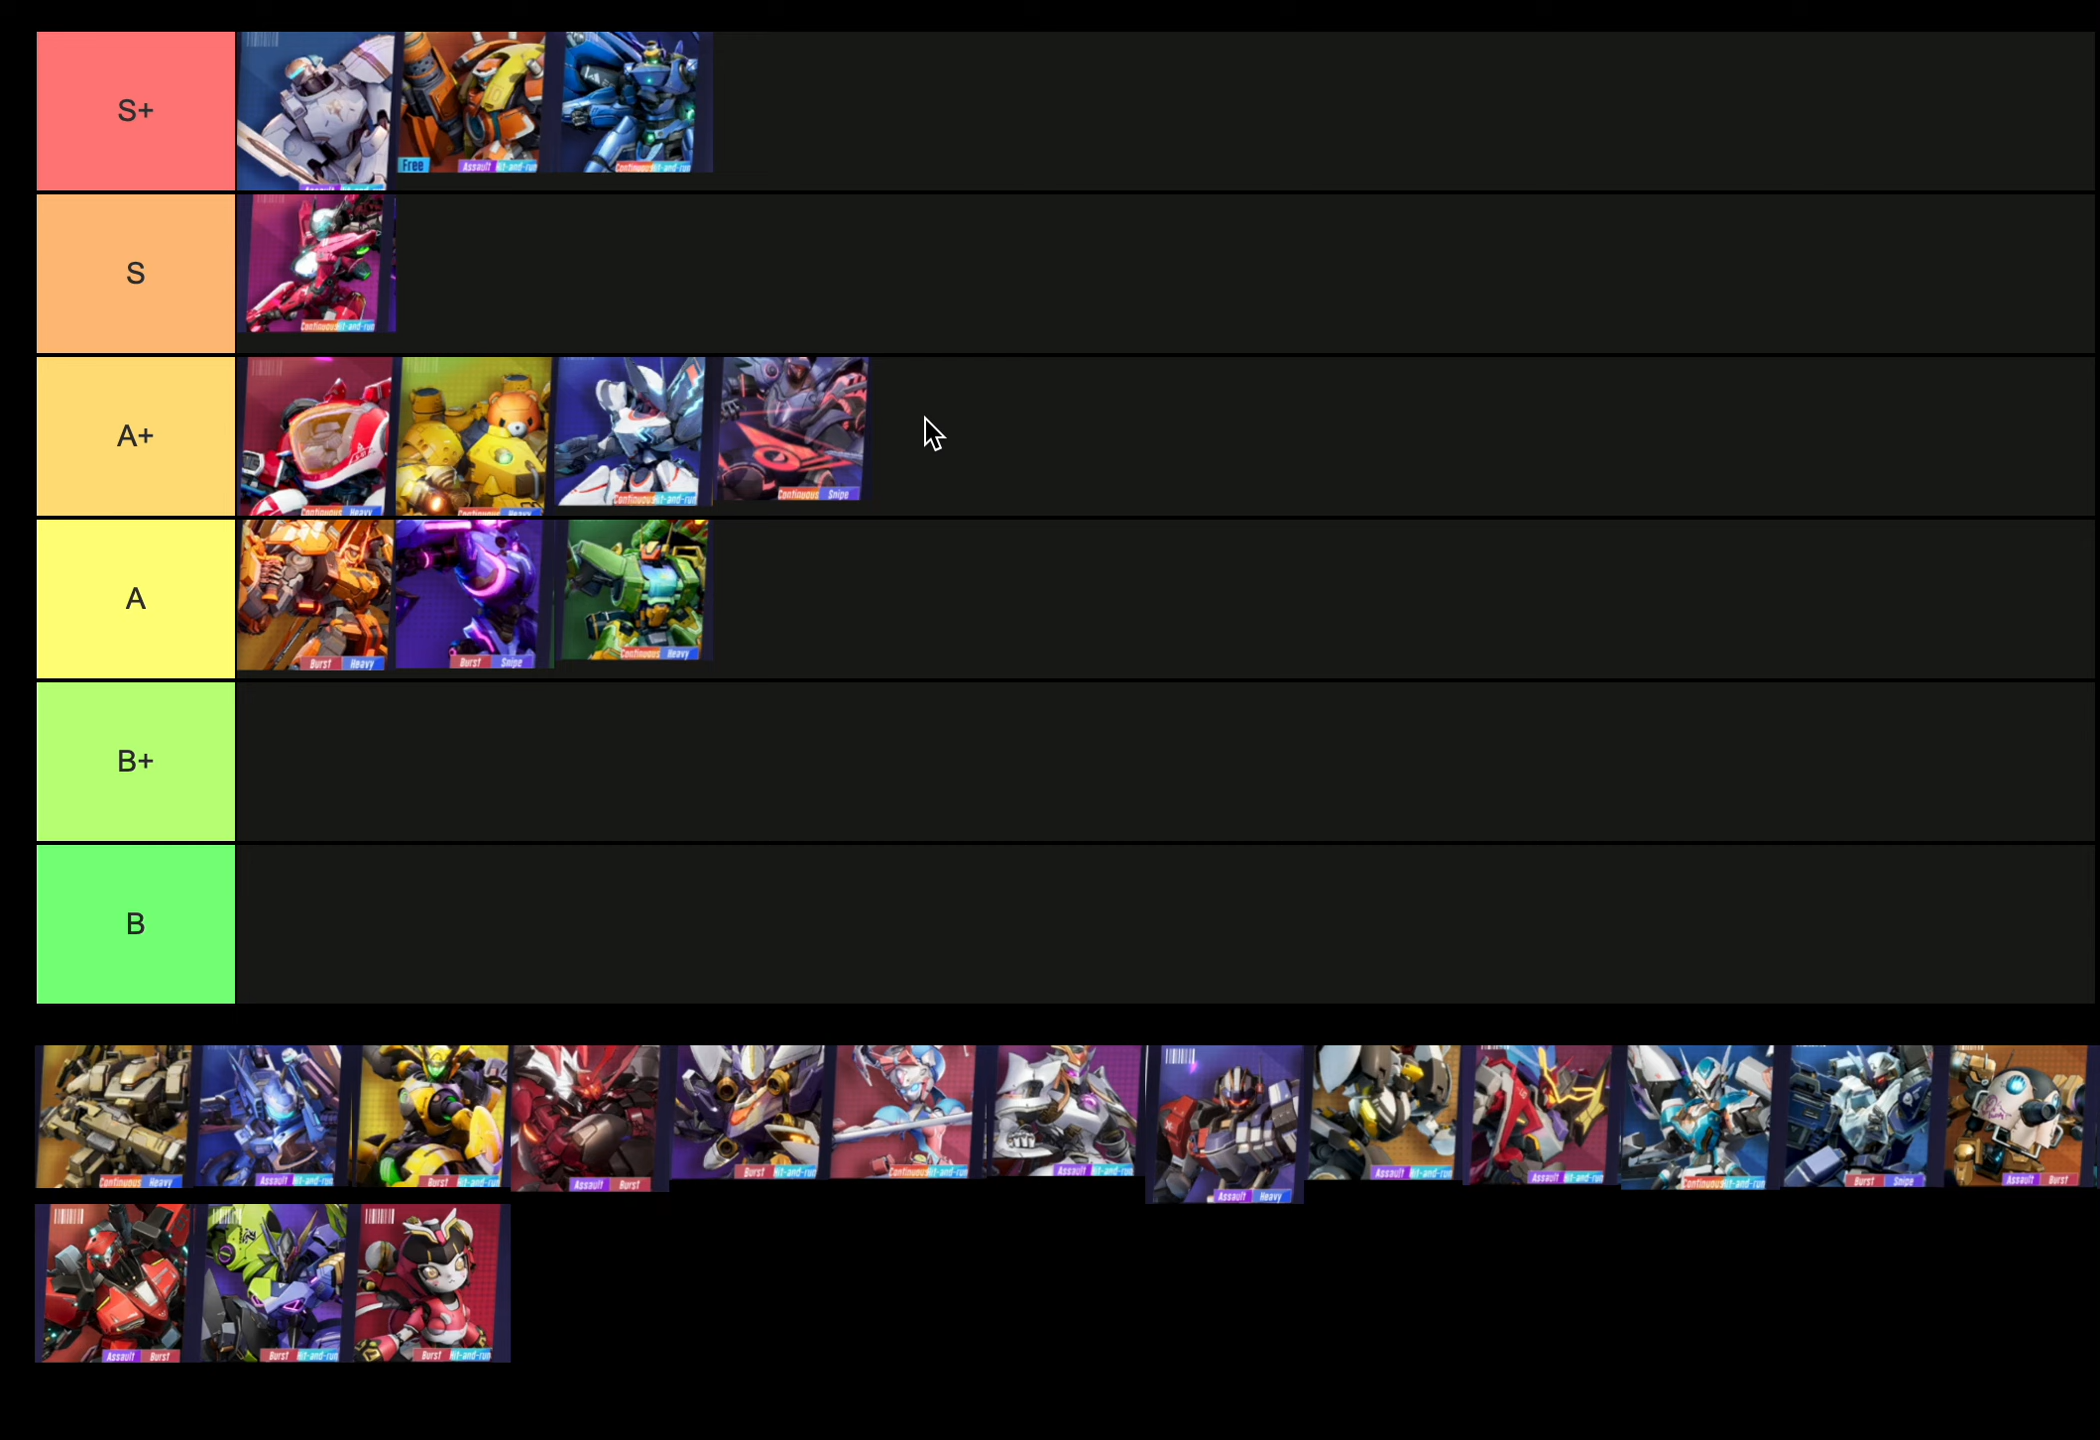 S+
Assault Hit-and-run
Free Assault Hit-and-run
Continuous Hit-and-run
S
Continuous Hit-and-run
A+
Continuous Heavy
Continuous Heavy
Continuous Hit-and-run
Continuous Snipe
A
Burst Heavy
Burst Snipe
Continuous Heavy
B+
B
Continuous Heavy
Assault Hit-and-run
Burst Hit-and-run
Assault Burst
Burst Hit-and-run
Continuous Hit-and-run
Assault Hit-and-run
Assault Heavy
Assault Hit-and-run
Assault Hit-and-run
Continuous Hit-and-run
Burst Snipe
Assault Burst
Assault Burst
Burst Hit-and-run
Burst Hit-and-run